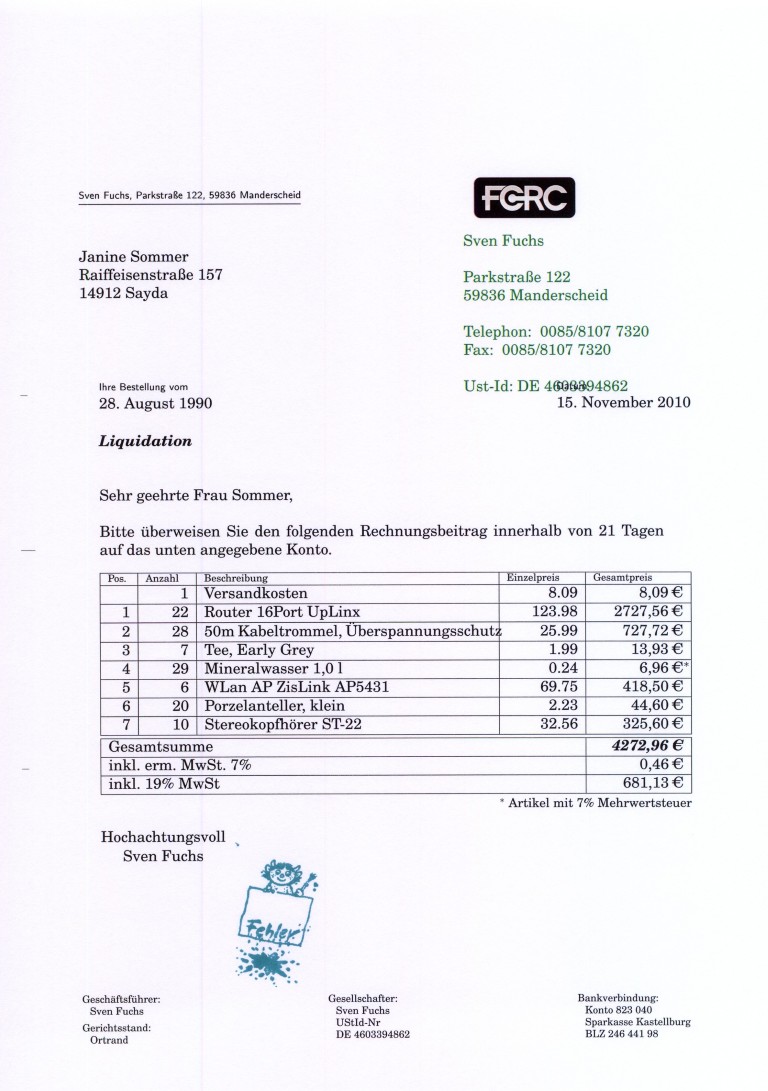 Sven Fuchs, Parkstraße 122, 59836 Manderscheid
FCRC
Sven Fuchs
Janine Sommer
Raiffeisenstraße 157
14912 Sayda
Parkstraße 122
59836 Manderscheid
Telephon: 0085/8107 7320
Fax: 0085/8107 7320
Ust-Id: DE 4603394862
Ihre Bestellung vom
28. August 1990
15. November 2010
Liquidation
Sehr geehrte Frau Sommer,
Bitte überweisen Sie den folgenden Rechnungsbeitrag innerhalb von 21 Tagen
auf das unten angegebene Konto.
Pos. Anzahl Beschreibung Einzelpreis Gesamtpreis
1 Versandkosten 8.09 8,09 €
1 22 Router 16Port UpLinx 123.98 2727,56 €
2 28 50m Kabeltrommel, Überspannungsschutz 25.99 727,72 €
3 7 Tee, Early Grey 1.99 13,93 €
4 29 Mineralwasser 1,0 l 0.24 6,96 €*
5 6 WLan AP ZisLink AP5431 69.75 418,50 €
6 20 Porzelanteller, klein 2.23 44,60 €
7 10 Stereokopfhörer ST-22 32.56 325,60 €
Gesamtsumme 4272,96 €
inkl. erm. MwSt. 7% 0,46 €
inkl. 19% MwSt 681,13 €
* Artikel mit 7% Mehrwertsteuer
Hochachtungsvoll
Sven Fuchs
Fehler
Geschäftsführer:
Sven Fuchs
Gerichtsstand:
Ortrand
Gesellschafter:
Sven Fuchs
UStId-Nr
DE 4603394862
Bankverbindung:
Konto 823 040
Sparkasse Kastellburg
BLZ 246 441 98